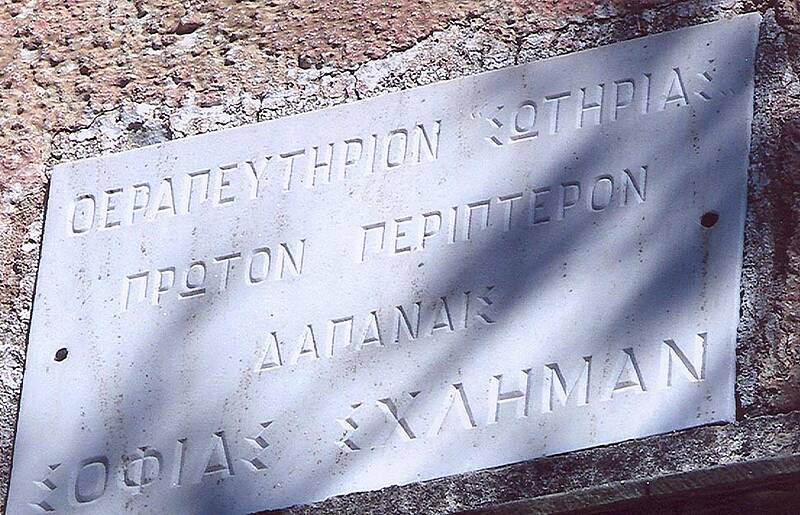 ΘΕΡΑΠΕΥΤΗΡΙΟΝ "ΣΩΤΗΡΙΑΣ„
ΠΡΩΤΟΝ ΠΕΡΙΠΤΕΡΟΝ
ΔΑΠΑΝΑΙΣ
ΣΟΦΙΑΣ ΣΧΛΗΜΑΝ